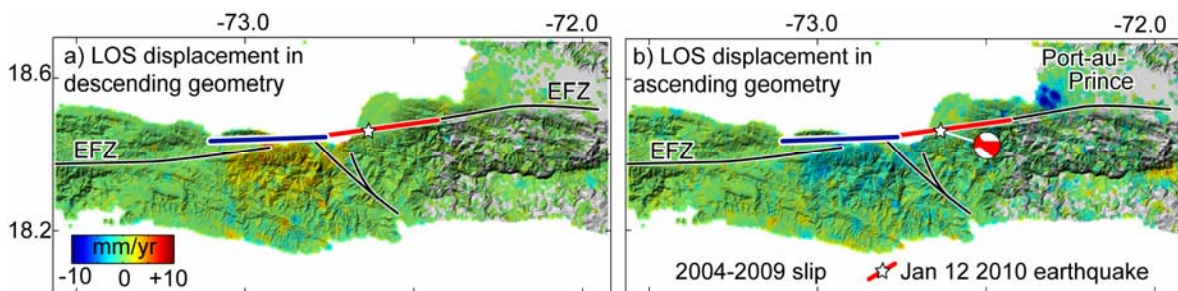 -73.0
-72.0
-73.0
-72.0
18.6
a) LOS displacement in
descending geometry
EFZ
EFZ
18.2
mm/yr
-10
0
+10
b) LOS displacement in
ascending geometry
Port-au-
Prince
EFZ
EFZ
2004-2009 slip
Jan 12 2010 earthquake